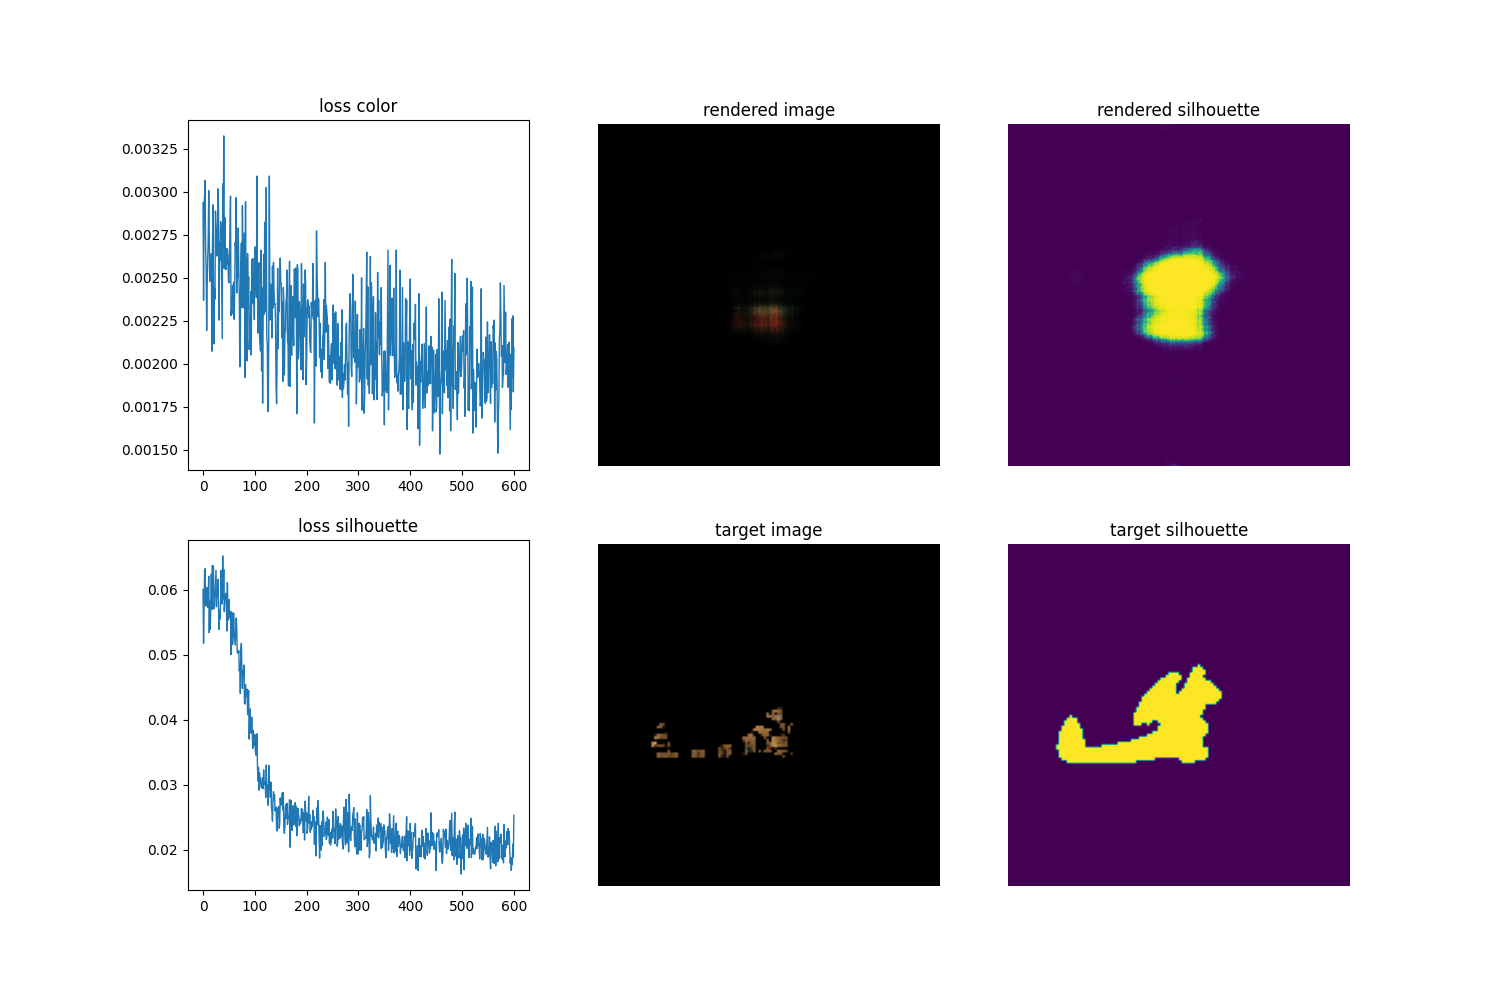 loss color
rendered image
rendered silhouette
0.00325
0.00300
0.00275
0.00250
0.00225
0.00200
0.00175
0.00150
0 100 200 300 400 500 600
loss silhouette
target image
target silhouette
0.06
0.05
0.04
0.03
0.02
0 100 200 300 400 500 600